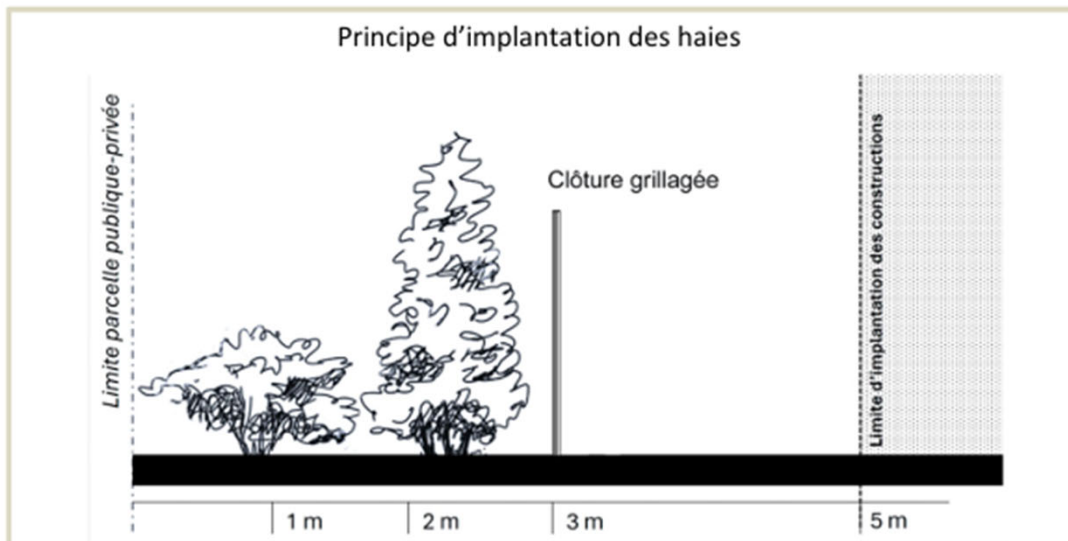 Principe d’implantation des haies
Limite parcelle publique-privée
Clôture grillagée
Limite d’implantation des constructions
1 m
2 m
3 m
5 m